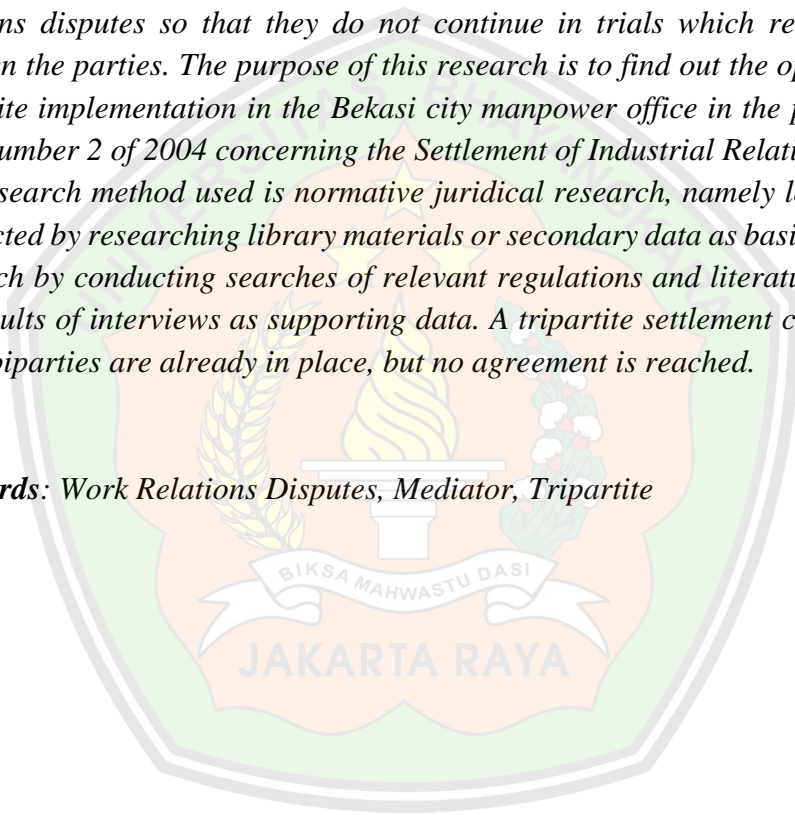 ns disputes so that they do not continue in trials which re
n the parties. The purpose of this research is to find out the op
ite implementation in the Bekasi city manpower office in the p
umber 2 of 2004 concerning the Settlement of Industrial Relati
search method used is normative juridical research, namely l
cted by researching library materials or secondary data as basi
ch by conducting searches of relevant regulations and literatu
ults of interviews as supporting data. A tripartite settlement c
iparties are already in place, but no agreement is reached.
rds: Work Relations Disputes, Mediator, Tripartite
UNIVERSITAS BHAYANGKARA
BIKSA MAHWASTU DASI
JAKARTA RAYA